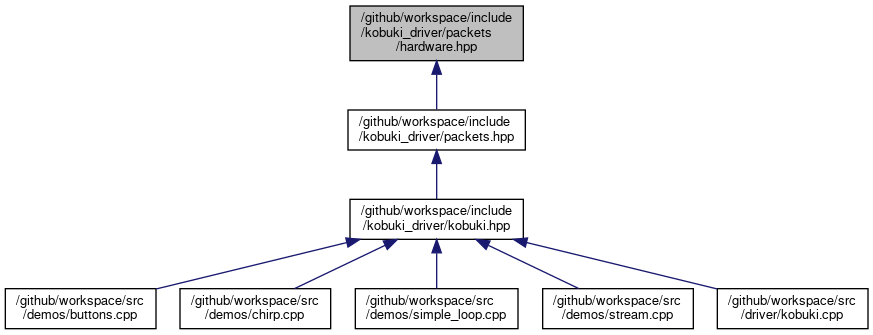 /github/workspace/include
/kobuki_driver/packets
/hardware.hpp
/github/workspace/include
/kobuki_driver/packets.hpp
/github/workspace/include
/kobuki_driver/kobuki.hpp
/github/workspace/src
/demos/buttons.cpp
/github/workspace/src
/demos/chirp.cpp
/github/workspace/src
/demos/simple_loop.cpp
/github/workspace/src
/demos/stream.cpp
/github/workspace/src
/driver/kobuki.cpp